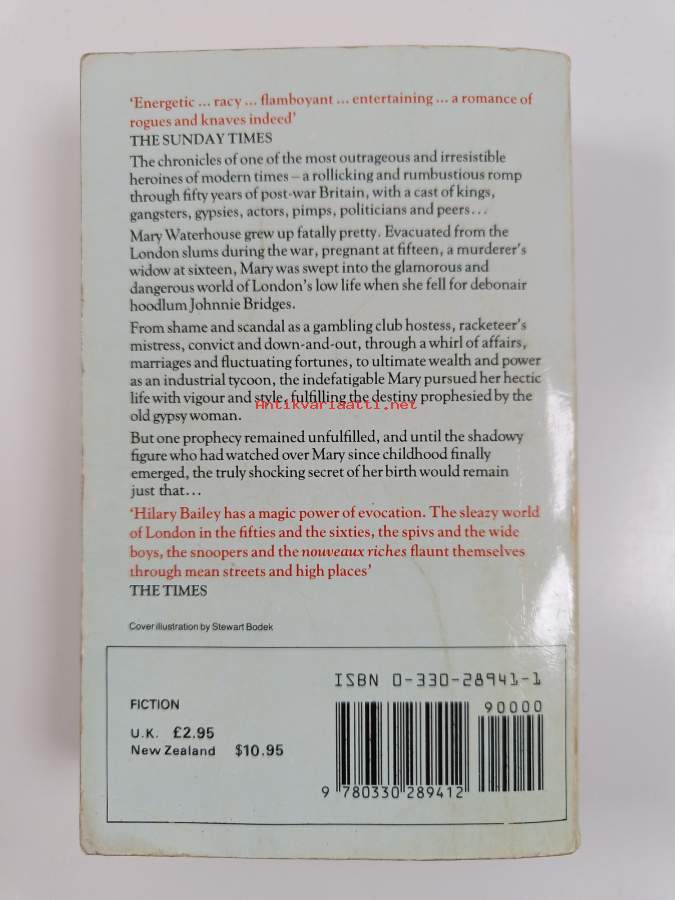 'Energetic ... racy ... flamboyant ... entertaining ... a romance of
rogues and knaves indeed'
THE SUNDAY TIMES
The chronicles of one of the most outrageous and irresistible
heroines of modern times – a rollicking and rumbustious romp
through fifty years of post-war Britain, with a cast of kings,
gangsters, gypsies, actors, pimps, politicians and peers...
Mary Waterhouse grew up fatally pretty. Evacuated from the
London slums during the war, pregnant at fifteen, a murderer's
widow at sixteen, Mary was swept into the glamorous and
dangerous world of London's low life when she fell for debonair
hoodlum Johnnie Bridges.
From shame and scandal as a gambling club hostess, racketeer's
mistress, convict and down-and-out, through a whirl of affairs,
marriages and fluctuating fortunes, to ultimate wealth and power
as an industrial tycoon, the indefatigable Mary pursued her hectic
life with vigour and style, fulfilling the destiny prophesied by the
Antikvariaatti.net
old gypsy woman.
But one prophecy remained unfulfilled, and until the shadowy
figure who had watched over Mary since childhood finally
emerged, the truly shocking secret of her birth would remain
just that...
'Hilary Bailey has a magic power of evocation. The sleazy world
of London in the fifties and the sixties, the spivs and the wide
boys, the snoopers and the nouveaux riches flaunt themselves
through mean streets and high places'
THE TIMES
Cover illustration by Stewart Bodek
ISBN 0-330-28941-1
FICTION
90000
U.K. £2.95
New Zealand $10.95
9 780330 289412